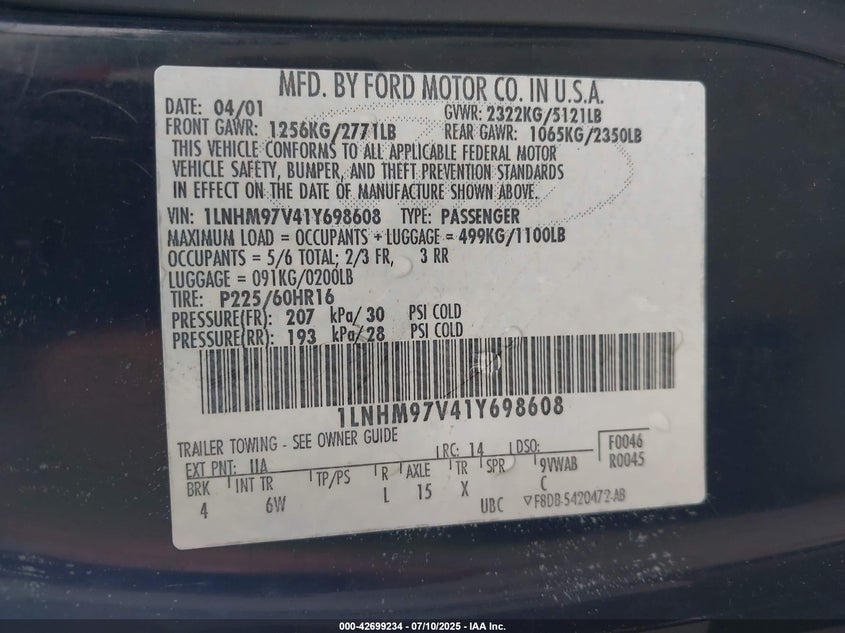 MFD. BY FORD MOTOR CO. IN U.S.A.
DATE: 04/01 GVWR: 2322KG/5121LB
FRONT GAWR: 1256KG/2771LB REAR GAWR: 1065KG/2350LB
THIS VEHICLE CONFORMS TO ALL APPLICABLE FEDERAL MOTOR
VEHICLE SAFETY, BUMPER, AND THEFT PREVENTION STANDARDS
IN EFFECT ON THE DATE OF MANUFACTURE SHOWN ABOVE.
VIN: 1LNHM97V41Y698608 TYPE: PASSENGER
MAXIMUM LOAD = OCCUPANTS + LUGGAGE = 499KG/1100LB
OCCUPANTS = 5/6 TOTAL; 2/3 FR, 3 RR
LUGGAGE = 091KG/0200LB
TIRE: P225/60HR16
PRESSURE(FR): 207 kPa/ 30 PSI COLD
PRESSURE(RR): 193 kPa/28 PSI COLD
1LNHM97V41Y698608
TRAILER TOWING - SEE OWNER GUIDE
EXT PNT: UA RC: 14 DSO: F0046
BRK INT TR TP/PS R AXLE TR SPR 9VWAB R0045
4 6W L 15 X C
UBC ▽F8DB-5420472-AB
000-42699234 - 07/10/2025 - IAA Inc.